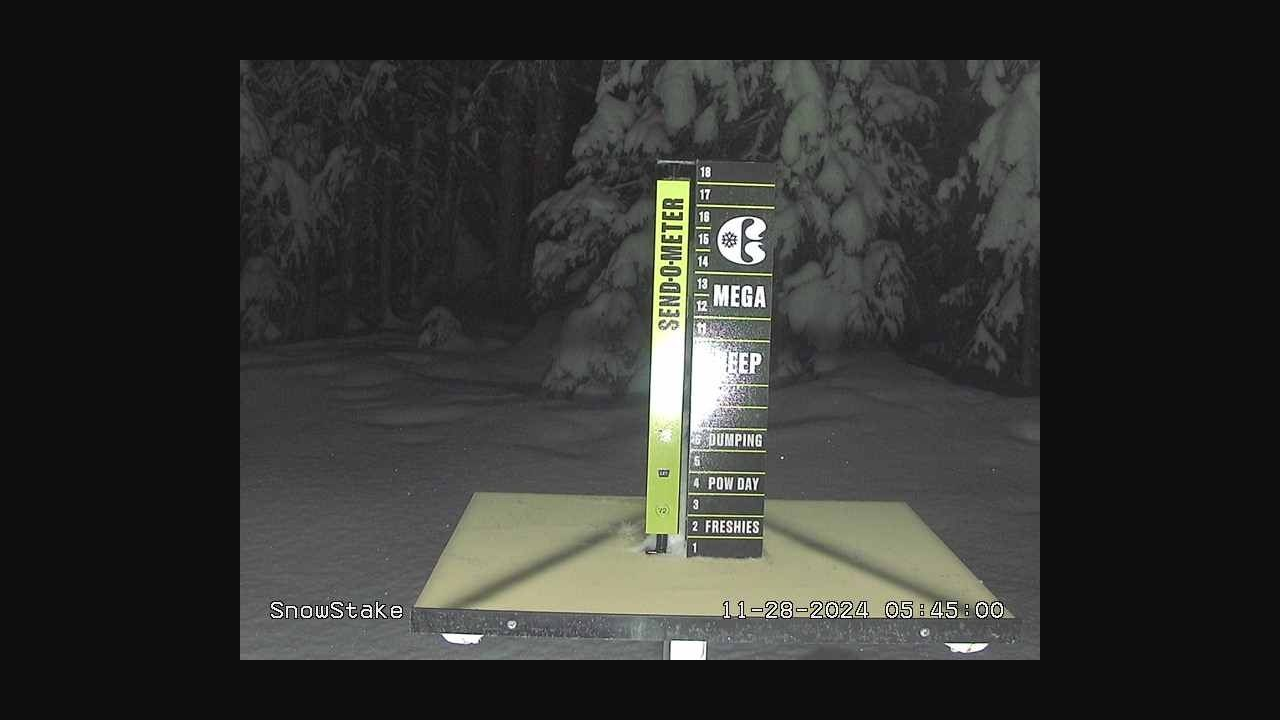 18
17
16
15
14
13
12
MEGA
11
EEP
6 DUMPING
5
4 POW DAY
3
2 FRESHIES
1
SEND-O-METER
SnowStake
11-28-2024 05:45:00